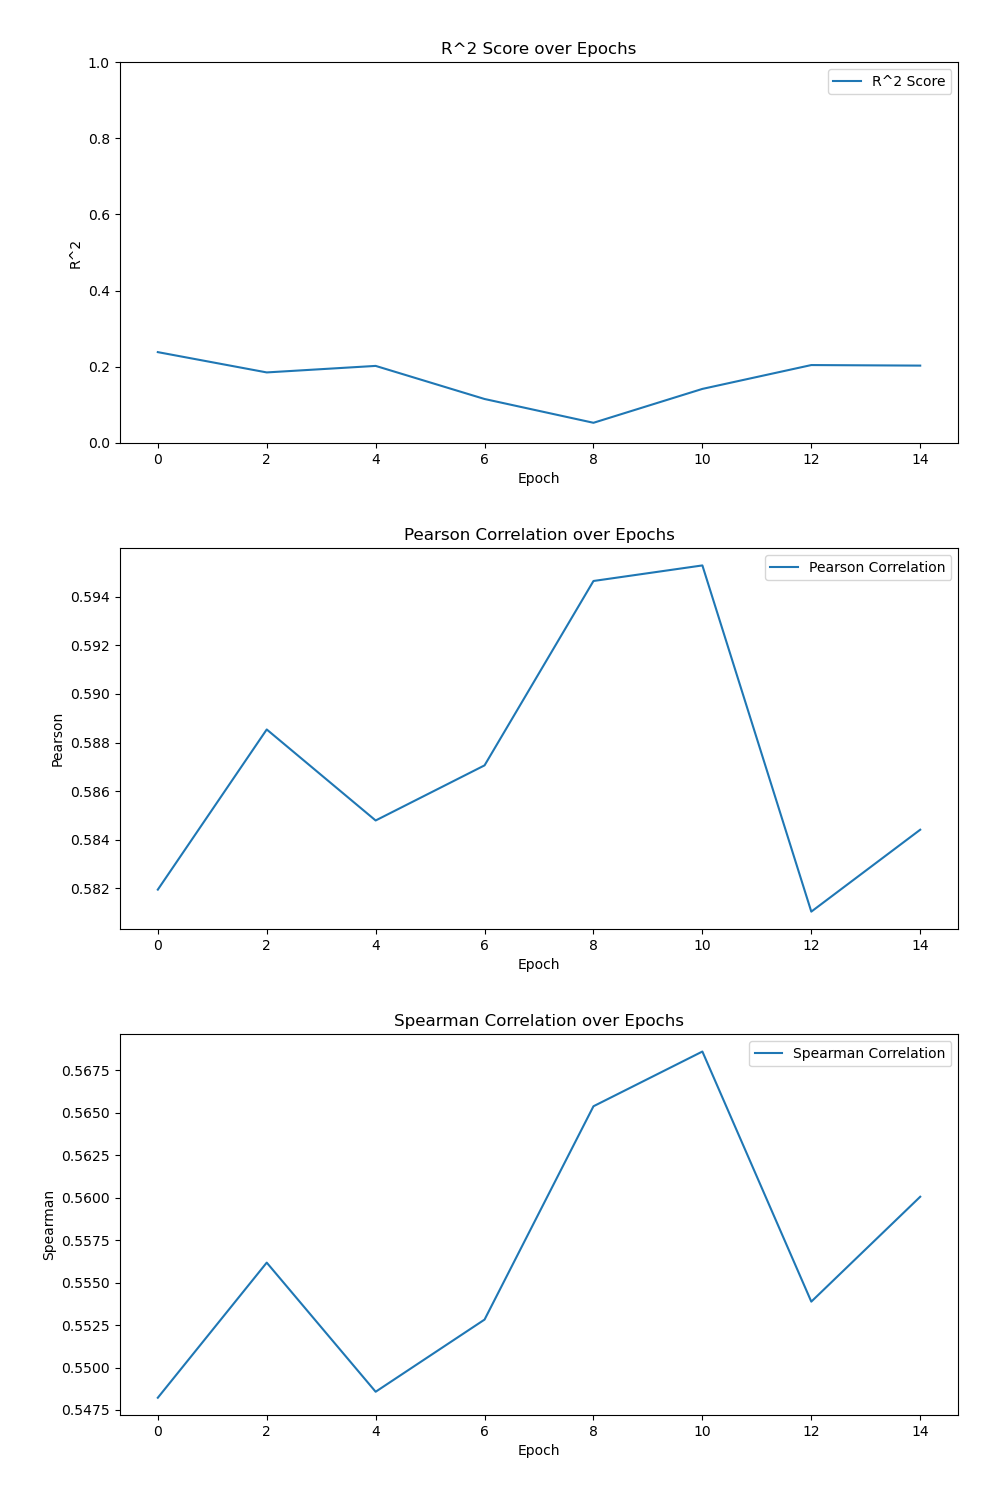 R^2 Score over Epochs
1.0
R^2 Score
0.8
0.6
R^2
0.4
0.2
0.0
0 2 4 6 8 10 12 14
Epoch
Pearson Correlation over Epochs
Pearson Correlation
0.594
0.592
0.590
0.588
Pearson
0.586
0.584
0.582
0 2 4 6 8 10 12 14
Epoch
Spearman Correlation over Epochs
Spearman Correlation
0.5675
0.5650
0.5625
0.5600
Spearman
0.5575
0.5550
0.5525
0.5500
0.5475
0 2 4 6 8 10 12 14
Epoch